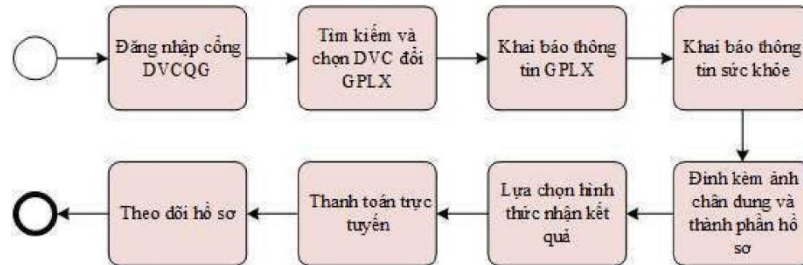 Đăng nhập cổng
DVCQG
Tìm kiếm và
chọn DVC đổi
GPLX
Khai báo thông
tin GPLX
Khai báo thông
tin sức khỏe
Đính kèm ảnh
chân dung và
thành phần hồ
sơ
Lựa chọn hình
thức nhận kết
quả
Thanh toán trực
tuyến
Theo dõi hồ sơ